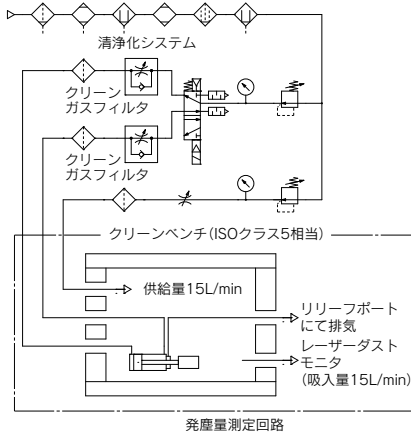 清浄化システム
クリーン
ガスフィルタ
クリーン
ガスフィルタ
クリーンベンチ(ISOクラス5相当)
供給量15L/min
リリーフポート
にて排気
レーザーダスト
モニタ
(吸入量15L/min)
発塵量測定回路